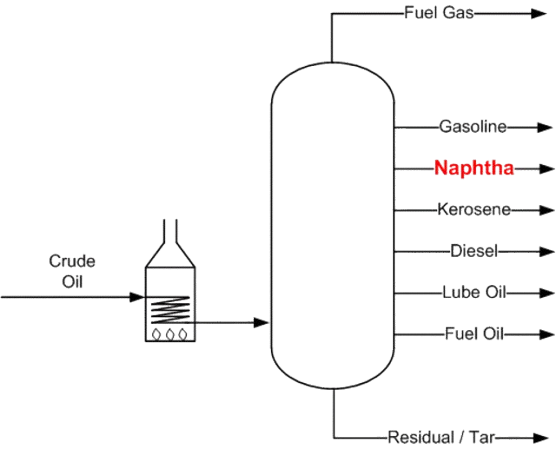 Fuel Gas
Gasoline
Naphtha
Kerosene
Crude
Oil
Diesel
Lube Oil
Fuel Oil
Residual / Tar